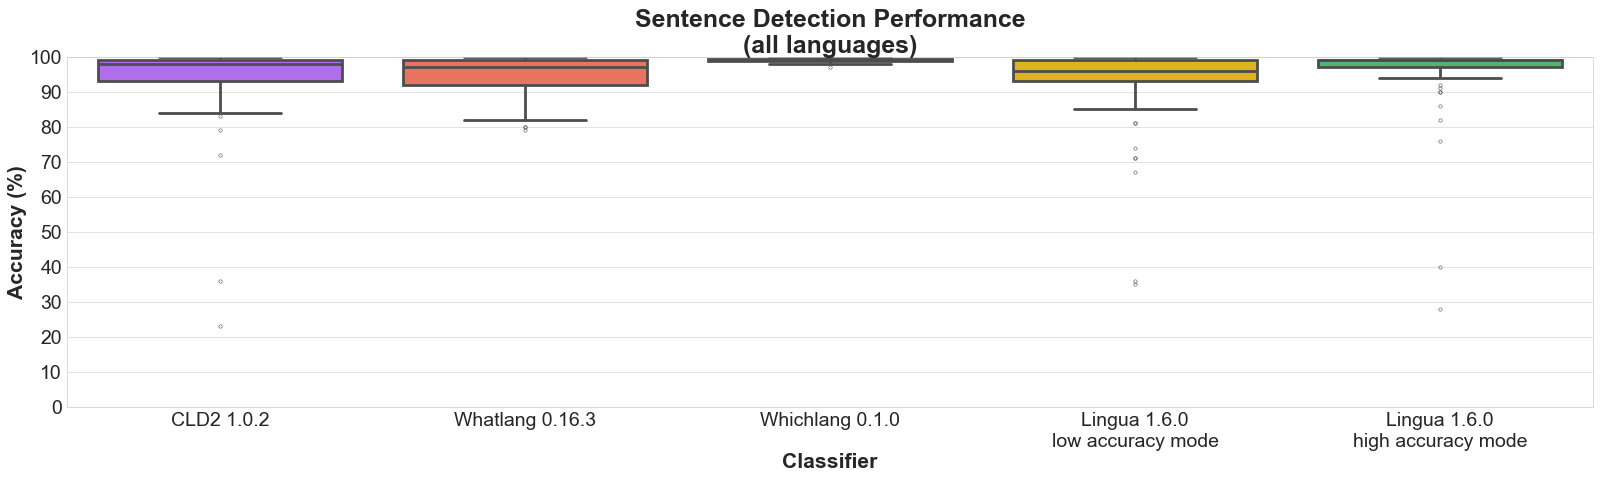 Sentence Detection Performance
(all languages)
Accuracy (%)
100
90
80
70
60
50
40
30
20
10
0
CLD2 1.0.2
Whatlang 0.16.3
Whichlang 0.1.0
Lingua 1.6.0
low accuracy mode
Lingua 1.6.0
high accuracy mode
Classifier